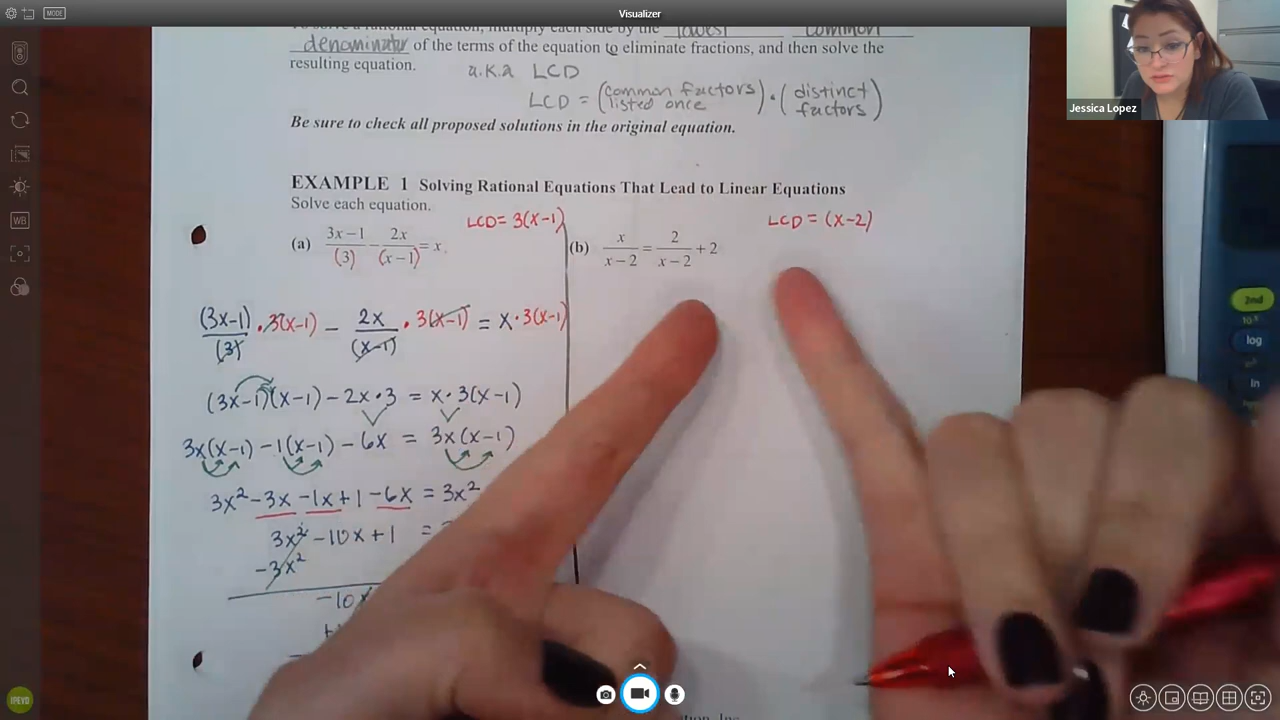 Visualizer
MODE
To solve a rational equation, multiply each side by the lowest common
denominator of the terms of the equation to eliminate fractions, and then solve the
resulting equation. a.k.a LCD
LCD = (common factors listed once) · (distinct factors)
Be sure to check all proposed solutions in the original equation.
Jessica Lopez
EXAMPLE 1 Solving Rational Equations That Lead to Linear Equations
Solve each equation.
LCD = 3(x-1)
(a) (3x-1)/(3) - 2x/(x-1) = x
LCD = (x-2)
(b) x/(x-2) = 2/(x-2) + 2
(3x-1)/(3) · 3(x-1) - 2x/(x-1) · 3(x-1) = x · 3(x-1)
(3x-1)(x-1) - 2x · 3 = x · 3(x-1)
3x(x-1) - 1(x-1) - 6x = 3x(x-1)
3x² - 3x - 1x + 1 - 6x = 3x²
3x² - 10x + 1 =
-3x²
-10x
WB
2nd
log
ln
IPEVO